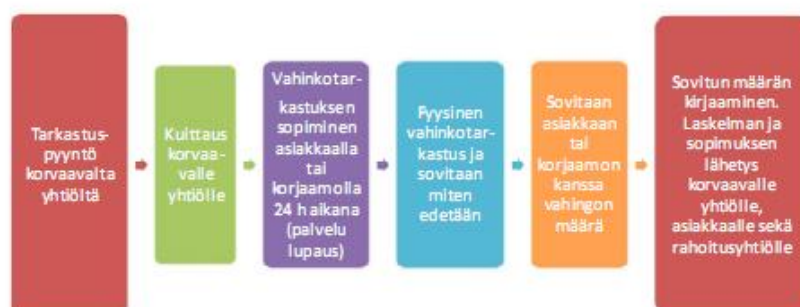 Tarkastus-
pyyntö
korvaavalta
yhtiöltä
Kuittaus
korvaa-
valle
yhtiölle
Vahinkotar-
kastuksen
sopiminen
asiakkaalla
tai
korjaamolla
24 h aikana
(palvelu
lupaus)
Fyysinen
vahinkotar-
kastus ja
sovitaan
miten
edetään
Sovitaan
asiakkaan
tai
korjaamon
kanssa
vahingon
määrä
Sovitun määrän
kirjaaminen.
Laskelman ja
sopimuksen
lähetys
korvaavalle
yhtiölle,
asiakkaalle sekä
rahoitusyhtiölle